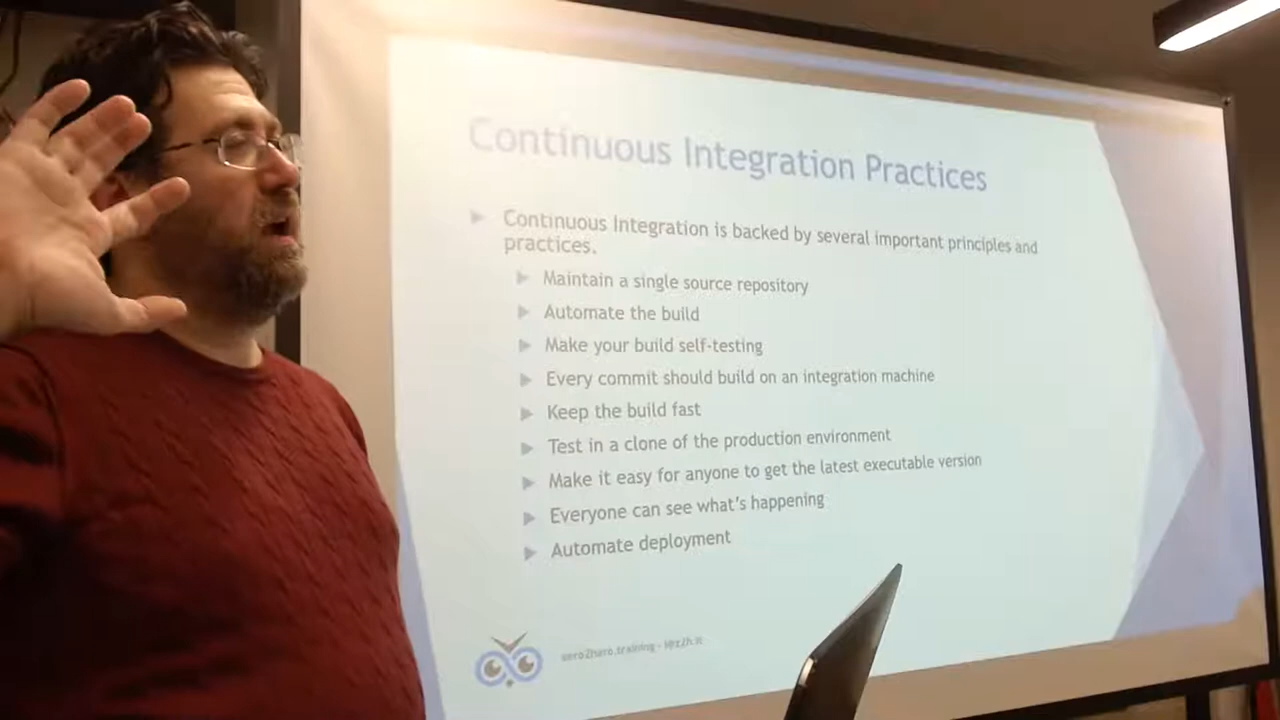 Continuous Integration Practices
Continuous Integration is backed by several important principles and
practices.
Maintain a single source repository
Automate the build
Make your build self-testing
Every commit should build on an integration machine
Keep the build fast
Test in a clone of the production environment
Make it easy for anyone to get the latest executable version
Everyone can see what's happening
Automate deployment